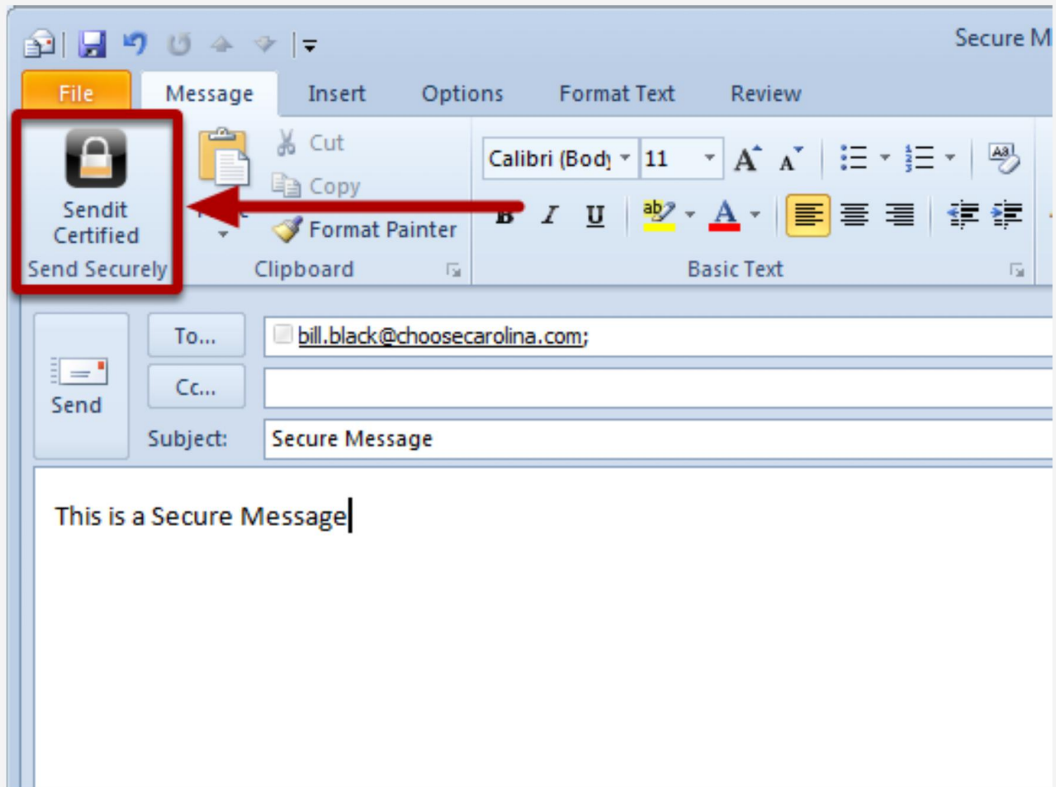 Secure M
File Message Insert Options Format Text Review
Sendit
Certified
Send Securely
Cut
Copy
Format Painter
Clipboard
Calibri (Body 11 A A
B I U ab A
Basic Text
Send
To... bill.black@choosecarolina.com;
Cc...
Subject: Secure Message
This is a Secure Message